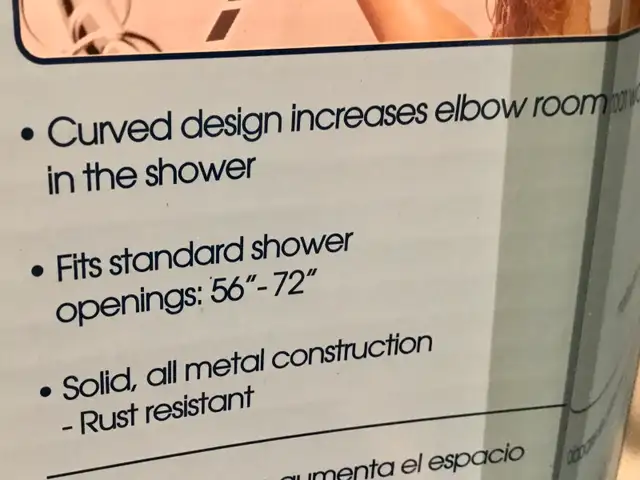 • Curved design increases elbow room
in the shower
• Fits standard shower
openings: 56"-72"
• Solid, all metal construction
- Rust resistant
aumenta el espacio